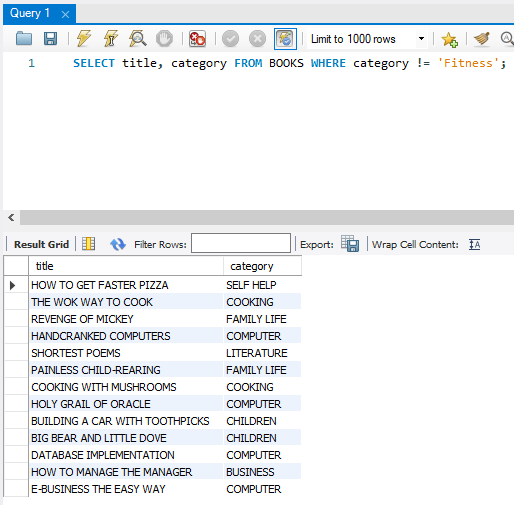 Query 1
Limit to 1000 rows
1 SELECT title, category FROM BOOKS WHERE category != 'Fitness';
Result Grid Filter Rows: Export: Wrap Cell Content:
title category
HOW TO GET FASTER PIZZA SELF HELP
THE WOK WAY TO COOK COOKING
REVENGE OF MICKEY FAMILY LIFE
HANDCRANKED COMPUTERS COMPUTER
SHORTEST POEMS LITERATURE
PAINLESS CHILD-REARING FAMILY LIFE
COOKING WITH MUSHROOMS COOKING
HOLY GRAIL OF ORACLE COMPUTER
BUILDING A CAR WITH TOOTHPICKS CHILDREN
BIG BEAR AND LITTLE DOVE CHILDREN
DATABASE IMPLEMENTATION COMPUTER
HOW TO MANAGE THE MANAGER BUSINESS
E-BUSINESS THE EASY WAY COMPUTER